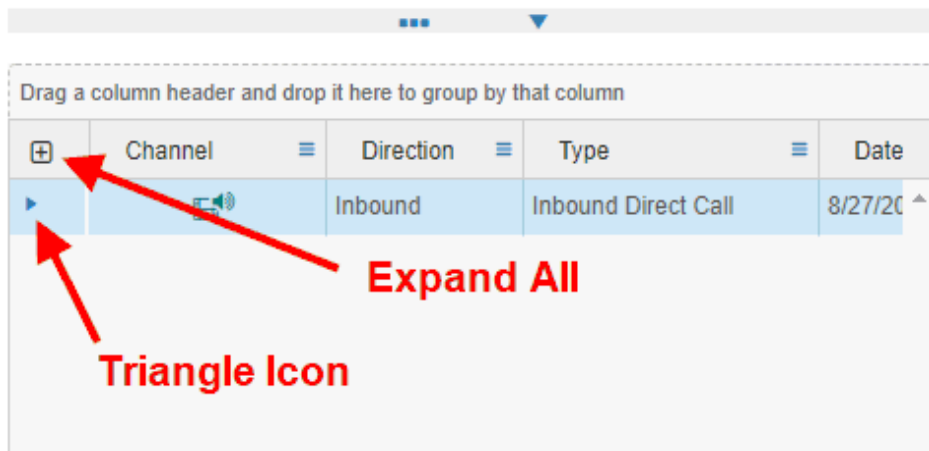 Drag a column header and drop it here to group by that column
Channel Direction Type Date
Inbound Inbound Direct Call 8/27/20
Expand All
Triangle Icon